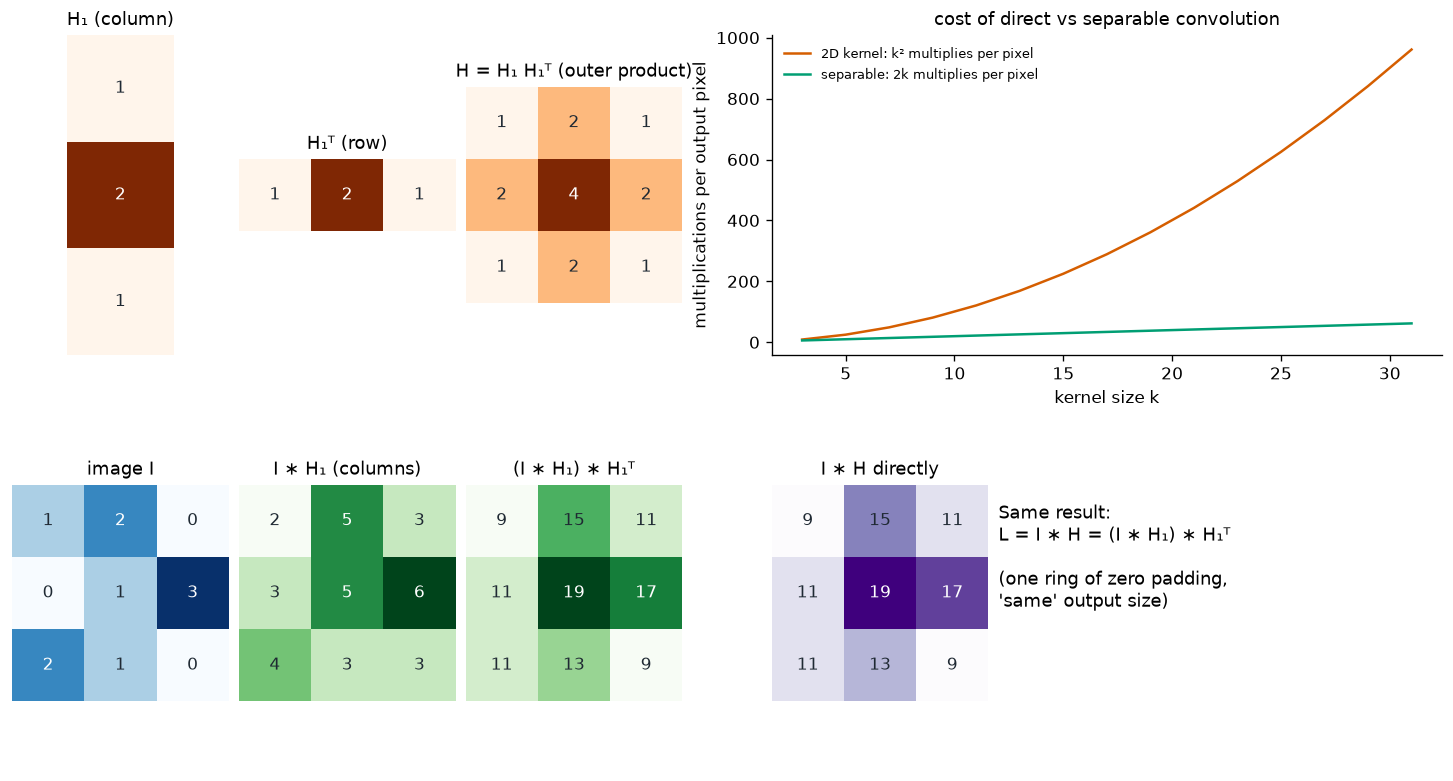 H₁ (column)
1
2
1
H₁ᵀ (row)
1 2 1
H = H₁ H₁ᵀ (outer product)
1 2 1
2 4 2
1 2 1
cost of direct vs separable convolution
2D kernel: k² multiplies per pixel
separable: 2k multiplies per pixel
multiplications per output pixel
1000
800
600
400
200
0
5 10 15 20 25 30
kernel size k
image I
1 2 0
0 1 3
2 1 0
I ∗ H₁ (columns)
2 5 3
3 5 6
4 3 3
(I ∗ H₁) ∗ H₁ᵀ
9 15 11
11 19 17
11 13 9
I ∗ H directly
9 15 11
11 19 17
11 13 9
Same result:
L = I ∗ H = (I ∗ H₁) ∗ H₁ᵀ
(one ring of zero padding,
'same' output size)